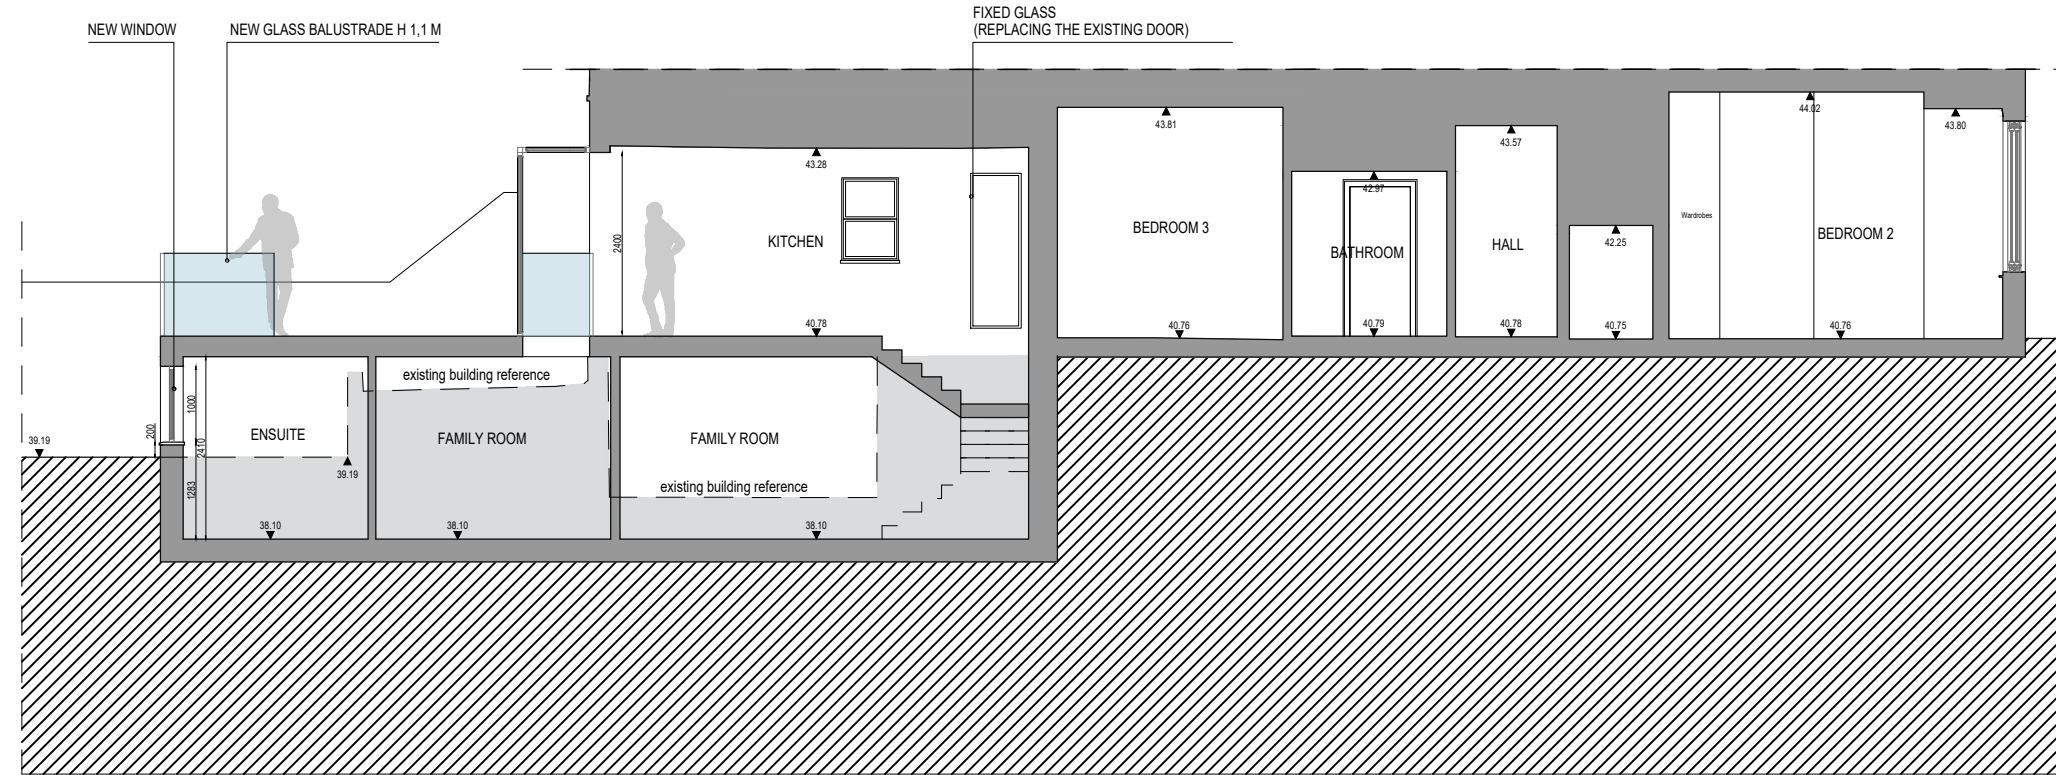 FIXED GLASS
(REPLACING THE EXISTING DOOR)
NEW WINDOW
NEW GLASS BALUSTRADE H 1,1 M
44.02
43.81
43.80
43.57
43.28
42.97
Wardrobes
BEDROOM 3
BEDROOM 2
KITCHEN
2400
HALL
42.25
BATHROOM
40.78
40.76
40.79
40.78
40.75
40.76
existing building reference
1000
200
39.19
ENSUITE
FAMILY ROOM
FAMILY ROOM
2410
39.19
1283
existing building reference
38.10
38.10
38.10